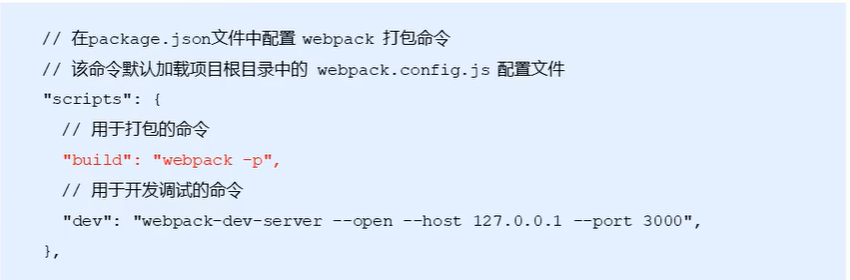 // 在package.json文件中配置 webpack 打包命令
// 该命令默认加载项目根目录中的 webpack.config.js 配置文件
"scripts": {
// 用于打包的命令
"build": "webpack -p",
// 用于开发调试的命令
"dev": "webpack-dev-server --open --host 127.0.0.1 --port 3000",
},